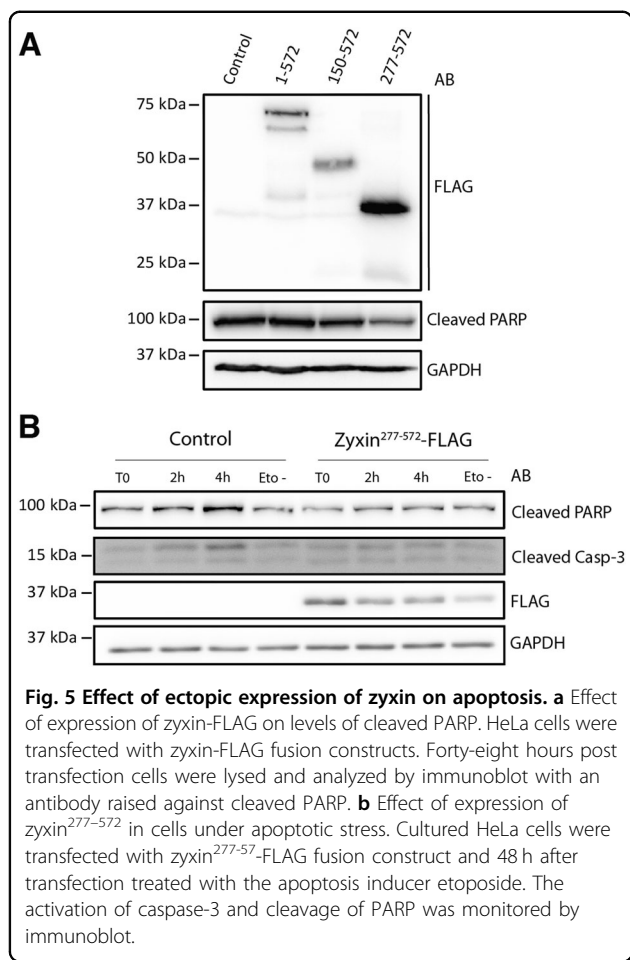 A
Control 1-572 150-572 277-572 AB
75 kDa
50 kDa
37 kDa
25 kDa
FLAG
100 kDa Cleaved PARP
37 kDa
GAPDH
B
Control Zyxin277-572-FLAG
T0 2h 4h Eto - T0 2h 4h Eto - AB
100 kDa Cleaved PARP
15 kDa Cleaved Casp-3
37 kDa FLAG
37 kDa GAPDH
Fig. 5 Effect of ectopic expression of zyxin on apoptosis. a Effect
of expression of zyxin-FLAG on levels of cleaved PARP. HeLa cells were
transfected with zyxin-FLAG fusion constructs. Forty-eight hours post
transfection cells were lysed and analyzed by immunoblot with an
antibody raised against cleaved PARP. b Effect of expression of
zyxin277–572 in cells under apoptotic stress. Cultured HeLa cells were
transfected with zyxin277-57-FLAG fusion construct and 48 h after
transfection treated with the apoptosis inducer etoposide. The
activation of caspase-3 and cleavage of PARP was monitored by
immunoblot.